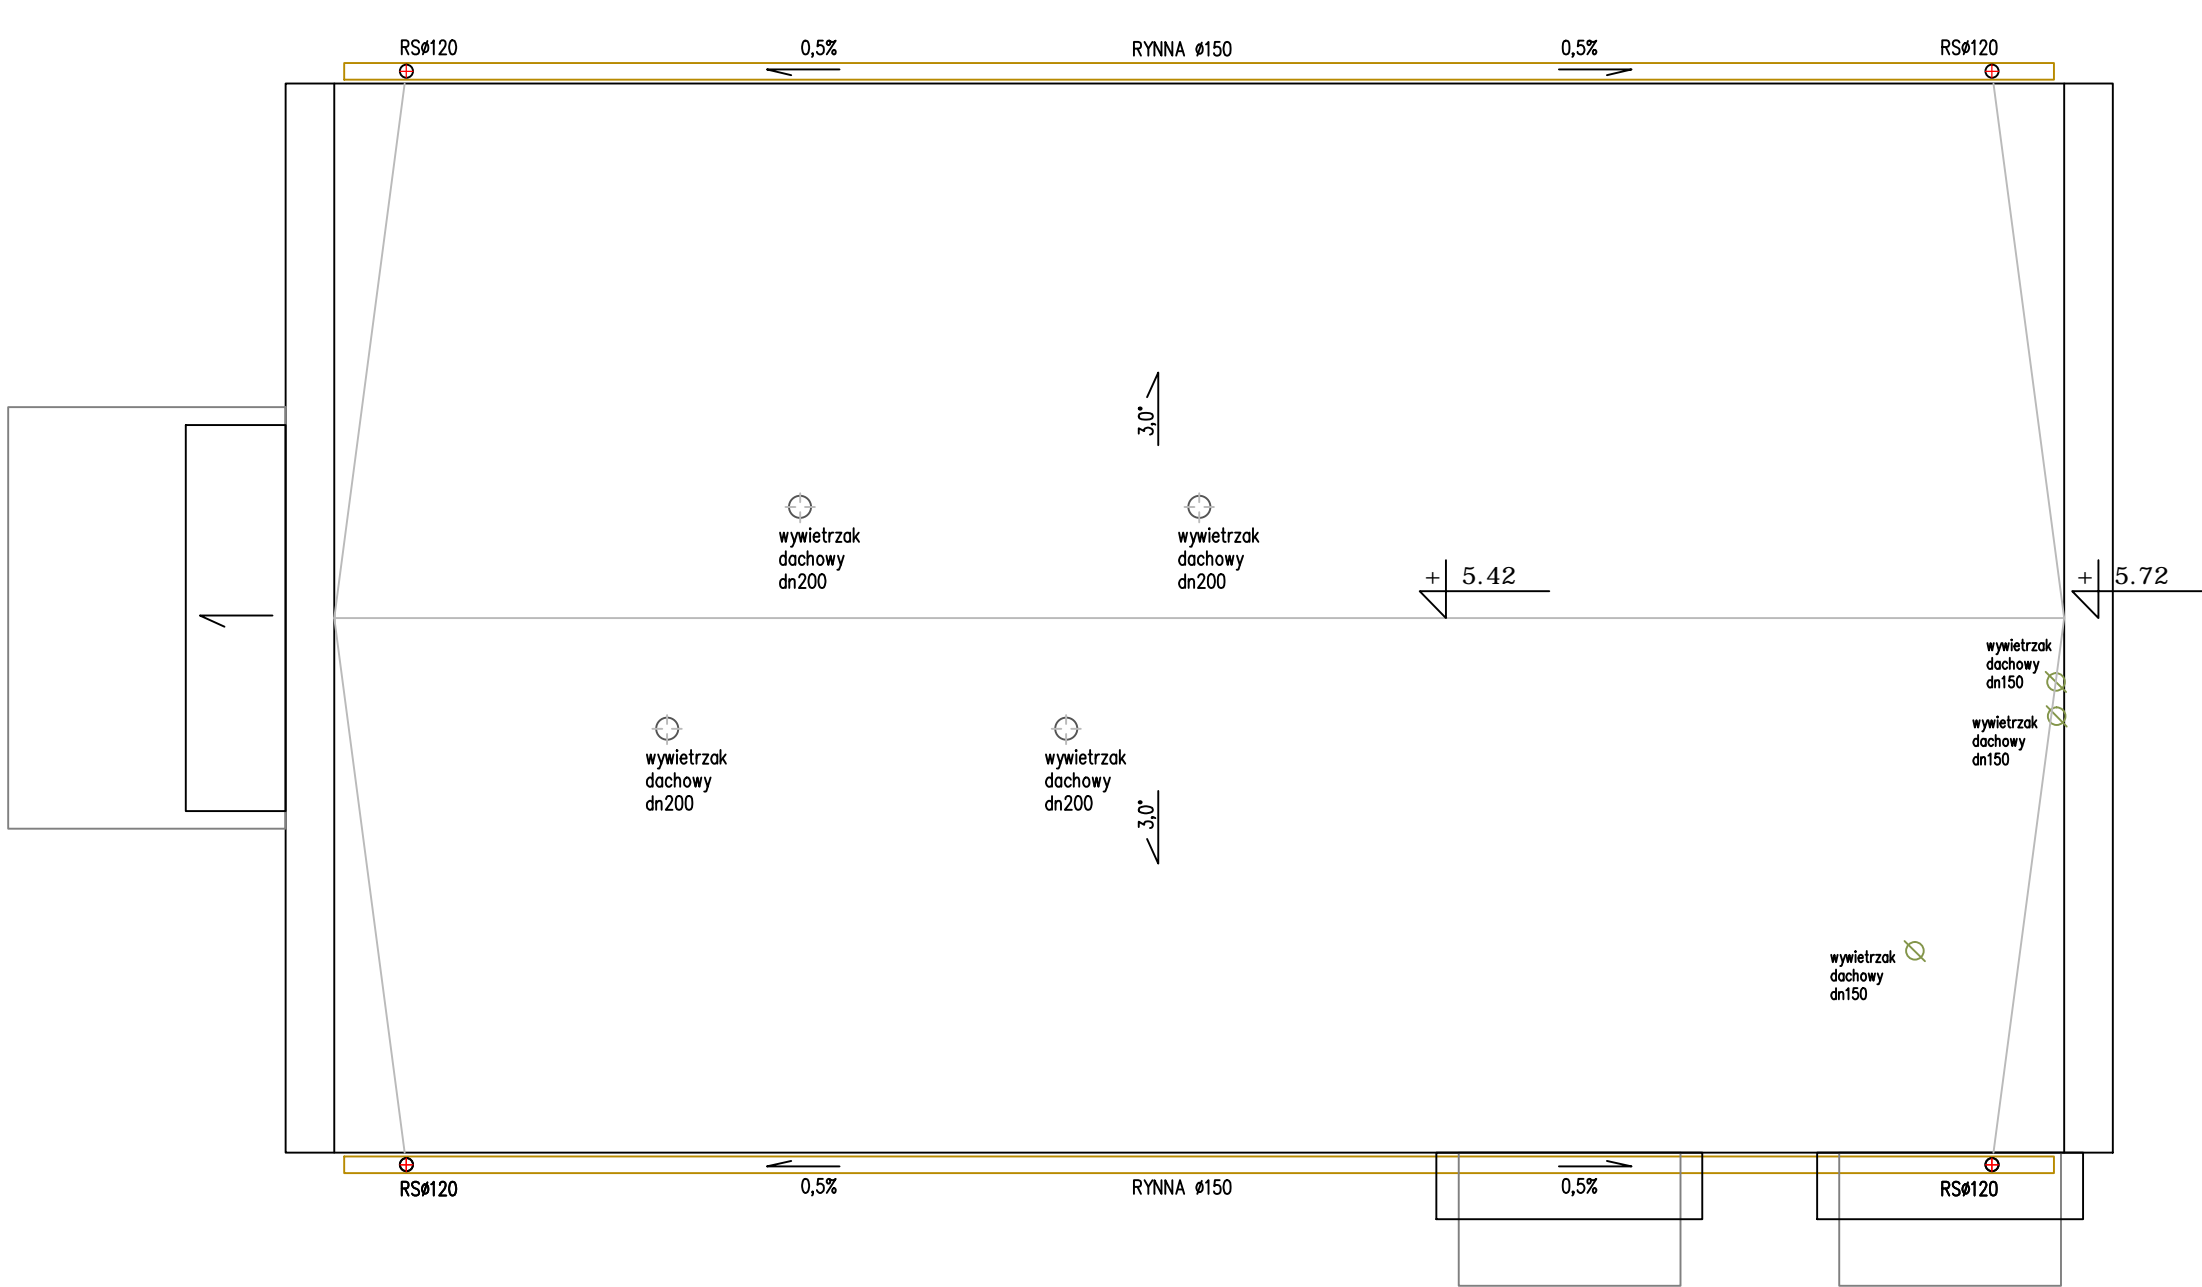 RSø120
0,5%
RYNNA ø150
0,5%
RSø120
3,0°
wywietrzak
dachowy
dn200
wywietrzak
dachowy
dn200
+ 5.42
+ 5.72
wywietrzak
dachowy
dn150
wywietrzak
dachowy
dn150
wywietrzak
dachowy
dn200
wywietrzak
dachowy
dn200
3,0°
wywietrzak
dachowy
dn150
RSø120
0,5%
RYNNA ø150
0,5%
RSø120